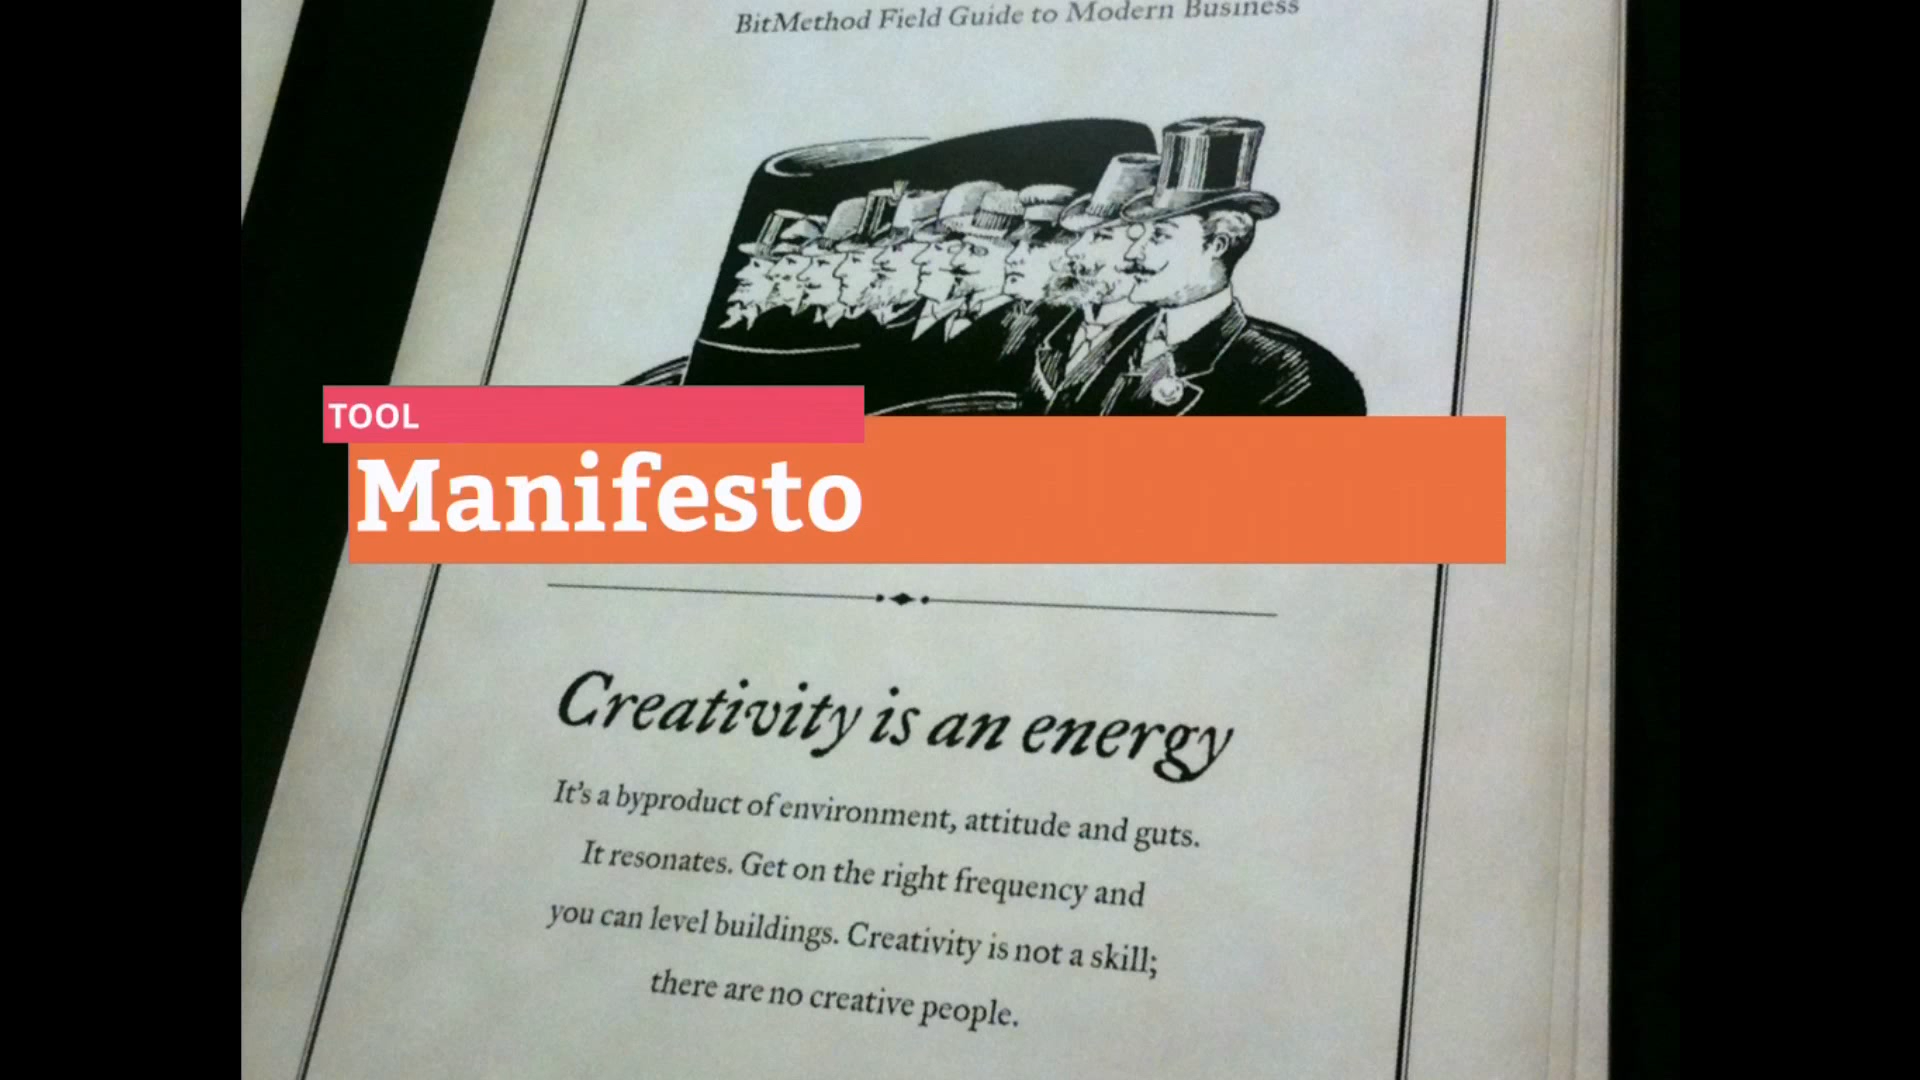 BitMethod Field Guide to Modern Business
TOOL
Manifesto
Creativity is an energy
It's a byproduct of environment, attitude and guts.
It resonates. Get on the right frequency and
you can level buildings. Creativity is not a skill;
there are no creative people.